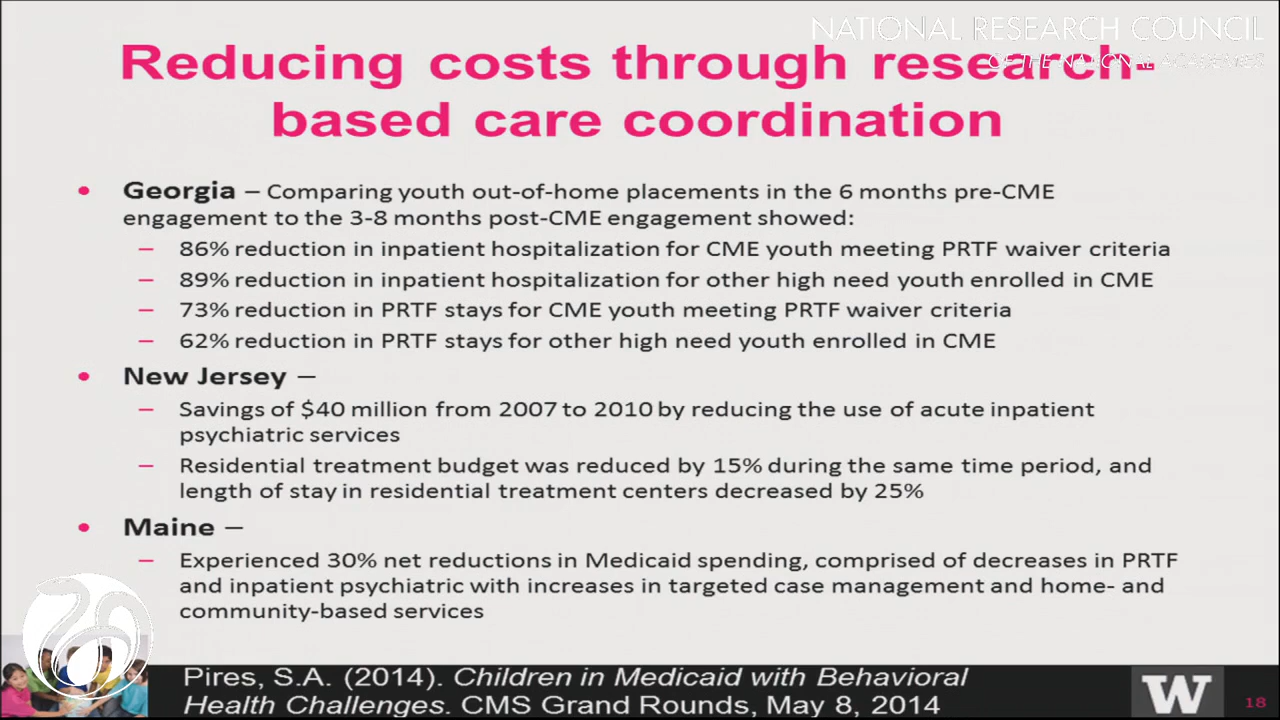 NATIONAL RESEARCH COUNCIL
OF THE NATIONAL ACADEMIES
Reducing costs through research-
based care coordination
• Georgia – Comparing youth out-of-home placements in the 6 months pre-CME
engagement to the 3-8 months post-CME engagement showed:
– 86% reduction in inpatient hospitalization for CME youth meeting PRTF waiver criteria
– 89% reduction in inpatient hospitalization for other high need youth enrolled in CME
– 73% reduction in PRTF stays for CME youth meeting PRTF waiver criteria
– 62% reduction in PRTF stays for other high need youth enrolled in CME
• New Jersey –
– Savings of $40 million from 2007 to 2010 by reducing the use of acute inpatient
psychiatric services
– Residential treatment budget was reduced by 15% during the same time period, and
length of stay in residential treatment centers decreased by 25%
• Maine –
– Experienced 30% net reductions in Medicaid spending, comprised of decreases in PRTF
and inpatient psychiatric with increases in targeted case management and home- and
community-based services
Pires, S.A. (2014). Children in Medicaid with Behavioral
Health Challenges. CMS Grand Rounds, May 8, 2014
W
18